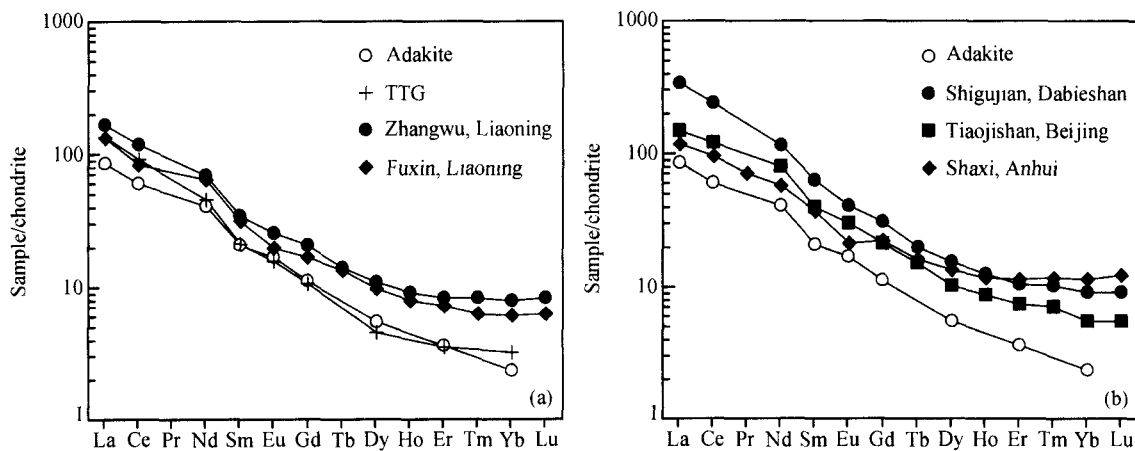 1000
100
10
1
Sample/chondrite
Adakite
TTG
Zhangwu, Liaoning
Fuxin, Liaoning
(a)
La Ce Pr Nd Sm Eu Gd Tb Dy Ho Er Tm Yb Lu
1000
100
10
1
Sample/chondrite
Adakite
Shigujian, Dabieshan
Tiaojishan, Beijing
Shaxi, Anhui
(b)
La Ce Pr Nd Sm Eu Gd Tb Dy Ho Er Tm Yb Lu